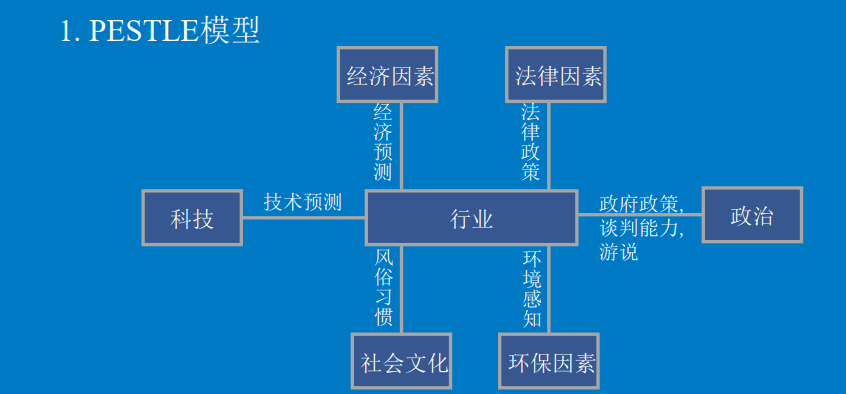 1. PESTLE模型
经济因素
法律因素
经济预测
法律政策
科技
技术预测
行业
政府政策,
谈判能力,
游说
政治
风俗习惯
环境感知
社会文化
环保因素